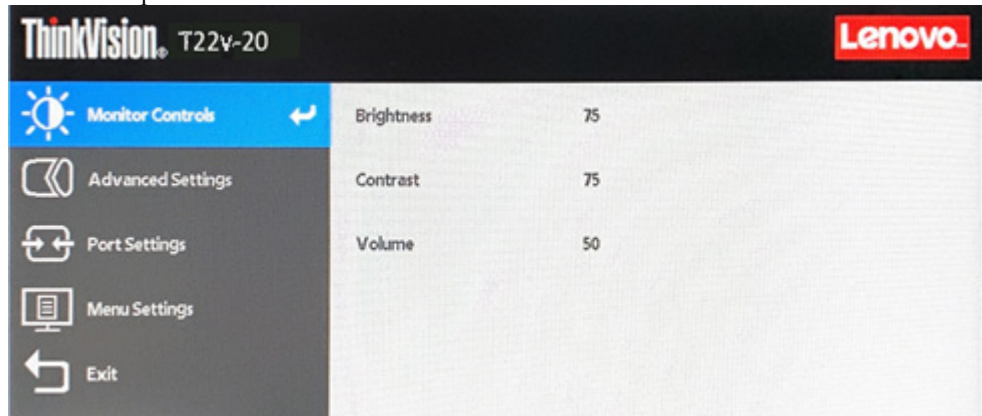 ThinkVision® T22v-20
Lenovo
Monitor Controls
Brightness 75
Contrast 75
Volume 50
Advanced Settings
Port Settings
Menu Settings
Exit